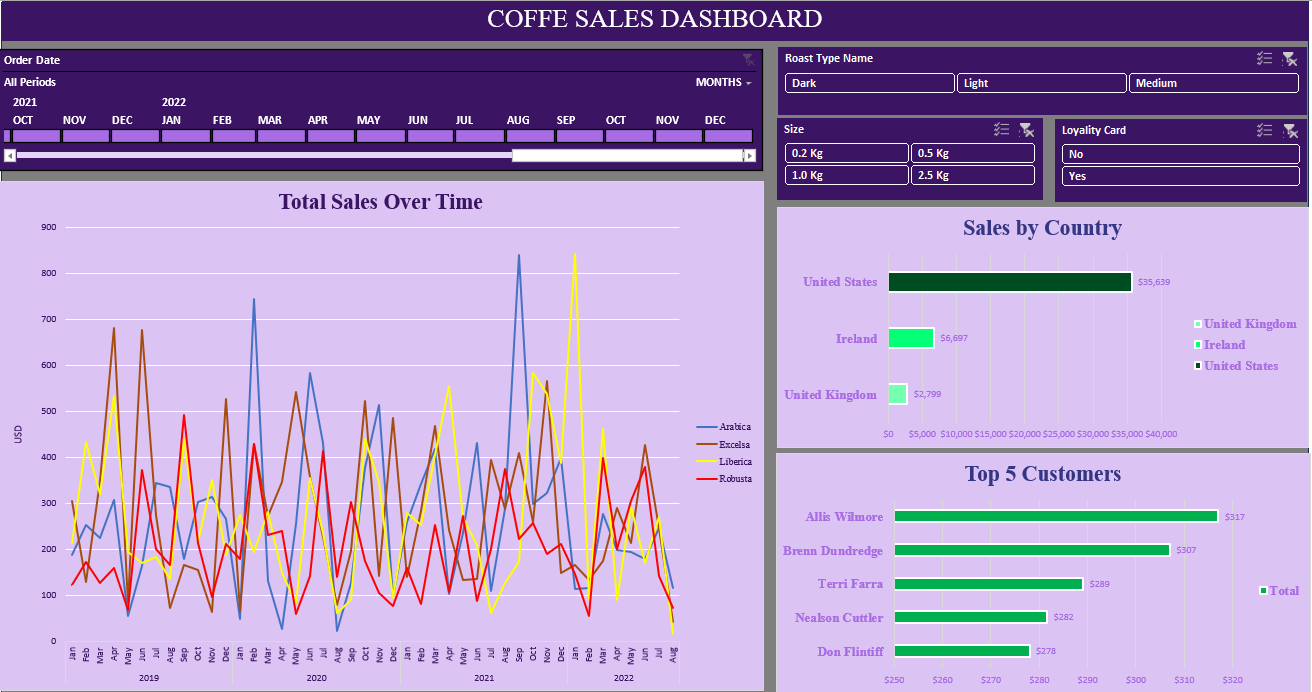 COFFE SALES DASHBOARD
Order Date
All Periods MONTHS
2021 2022
OCT NOV DEC JAN FEB MAR APR MAY JUN JUL AUG SEP OCT NOV DEC
Roast Type Name
Dark Light Medium
Size
0.2 Kg 0.5 Kg
1.0 Kg 2.5 Kg
Loyality Card
No
Yes
Total Sales Over Time
900
800
700
600
500
400
300
200
100
0
USD
Jan Feb Mar Apr May Jun Jul Aug Sep Oct Nov Dec Jan Feb Mar Apr May Jun Jul Aug Sep Oct Nov Dec Jan Feb Mar Apr May Jun Jul Aug Sep Oct Nov Dec Jan Feb Mar Apr May Jun Jul Aug
2019 2020 2021 2022
Arabica
Excelsa
Liberica
Robusta
Sales by Country
United States $35,639
Ireland $6,697
United Kingdom $2,799
$0 $5,000 $10,000 $15,000 $20,000 $25,000 $30,000 $35,000 $40,000
United Kingdom
Ireland
United States
Top 5 Customers
Allis Wilmore $317
Brenn Dundredge $307
Terri Farra $289
Nealson Cuttler $282
Don Flintiff $278
$250 $260 $270 $280 $290 $300 $310 $320
Total